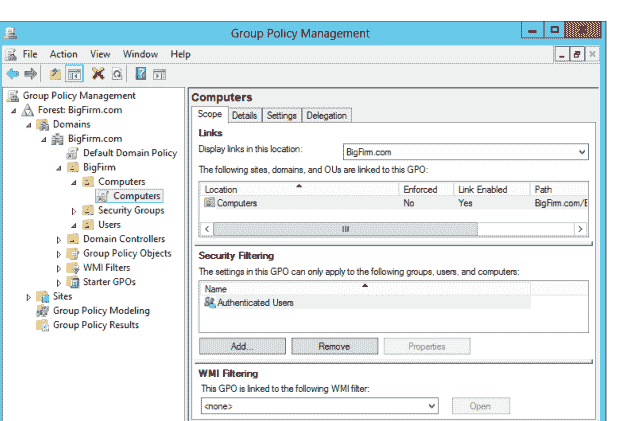 Group Policy Management
File Action View Window Help
Group Policy Management
Forest: BigFirm.com
Domains
BigFirm.com
Default Domain Policy
BigFirm
Computers
Computers
Security Groups
Users
Domain Controllers
Group Policy Objects
WMI Filters
Starter GPOs
Sites
Group Policy Modeling
Group Policy Results
Computers
Scope Details Settings Delegation
Links
Display links in this location: BigFirm.com
The following sites, domains, and OUs are linked to this GPO:
Location Enforced Link Enabled Path
Computers No Yes BigFirm.com/E
Security Filtering
The settings in this GPO can only apply to the following groups, users, and computers:
Name
Authenticated Users
Add... Remove Properties
WMI Filtering
This GPO is linked to the following WMI filter:
<none> Open